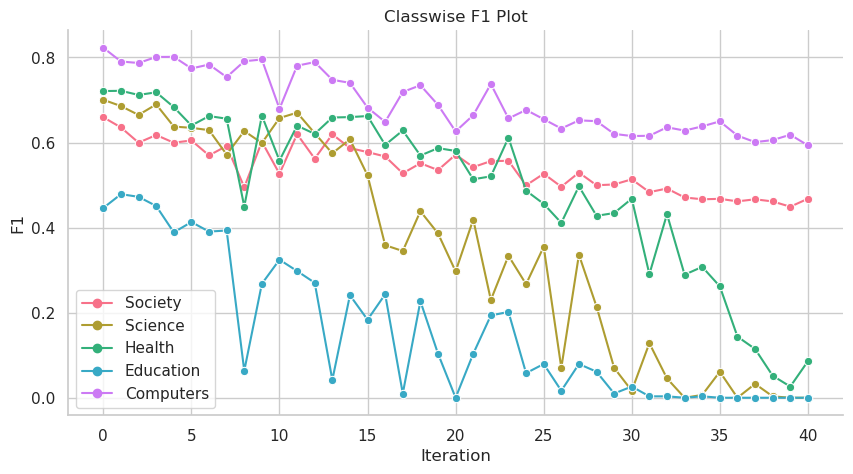 Classwise F1 Plot
F1
0.8
0.6
0.4
0.2
0.0
Society
Science
Health
Education
Computers
0 5 10 15 20 25 30 35 40
Iteration